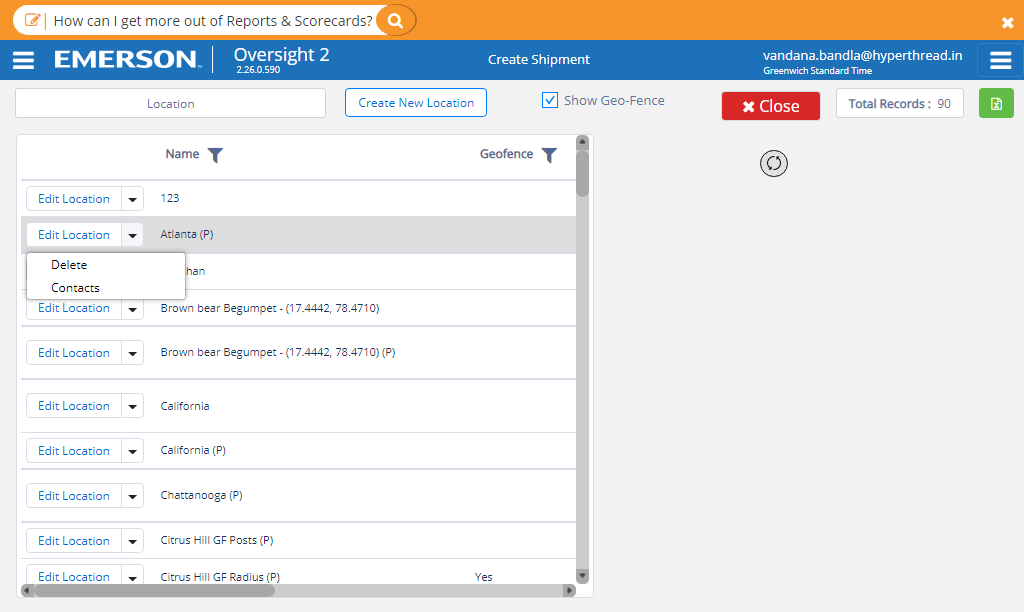 How can I get more out of Reports & Scorecards?
EMERSON
Oversight 2
2.26.0.590
Create Shipment
vandana.bandla@hyperthread.in
Greenwich Standard Time
Location
Create New Location
Show Geo-Fence
Close
Total Records : 90
Name
Geofence
Edit Location 123
Edit Location Atlanta (P)
Delete
Contacts
Edit Location Brown bear Begumpet - (17.4442, 78.4710)
Edit Location Brown bear Begumpet - (17.4442, 78.4710) (P)
Edit Location California
Edit Location California (P)
Edit Location Chattanooga (P)
Edit Location Citrus Hill GF Posts (P)
Edit Location Citrus Hill GF Radius (P) Yes